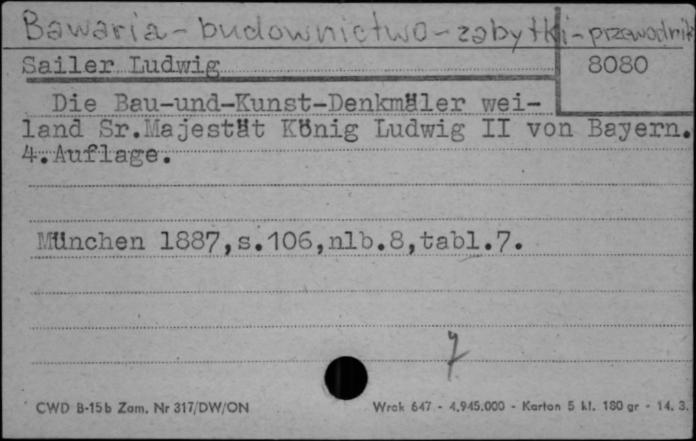 Bawaria - budownictwo - zabytki - przewodnik
Sailer Ludwig
8080
Die Bau-und-Kunst-Denkmäler wei-
land Sr.Majestät König Ludwig II von Bayern.
4.Auflage.
München 1887,s.106,nlb.8,tabl.7.
7
CWD B-15b Zam. Nr 317/DW/ON
Wrok 647 - 4.945.000 - Karton 5 kl. 180 gr - 14. 3.